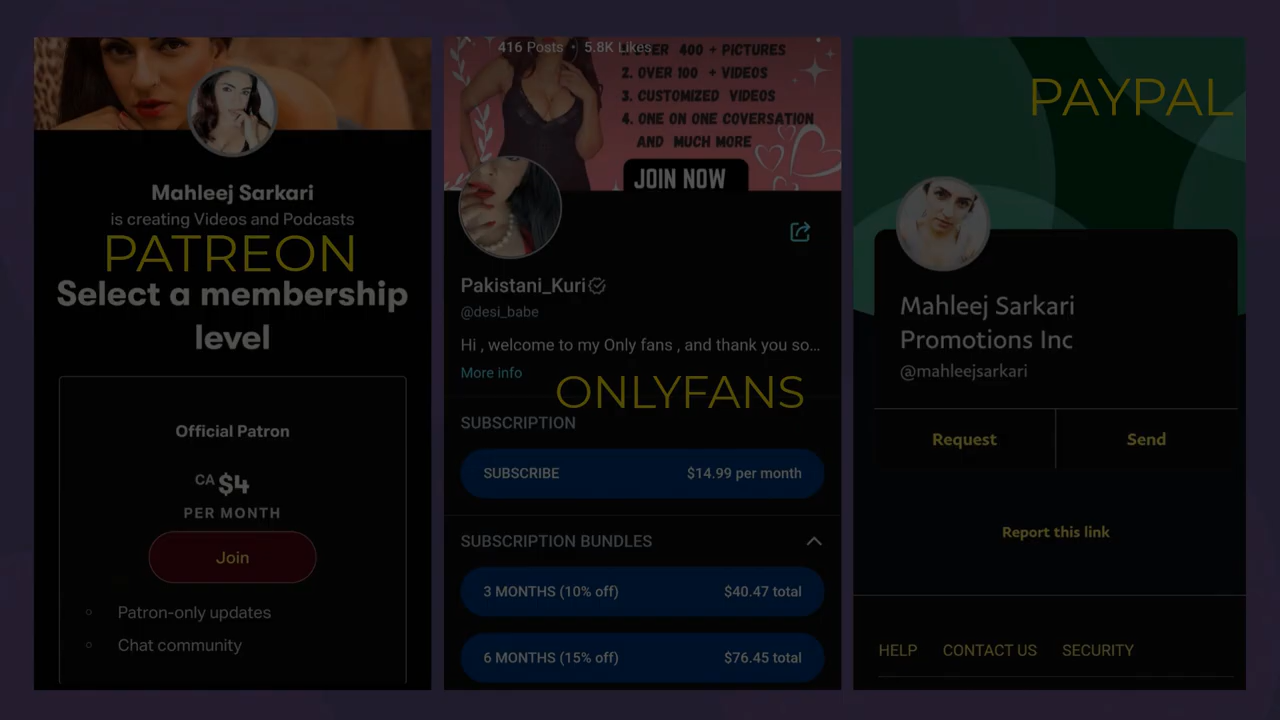 Mahleej Sarkari
is creating Videos and Podcasts
PATREON
Select a membership
level
Official Patron
CA $4
PER MONTH
Join
Patron-only updates
Chat community
416 Posts • 5.8K Likes
OVER 400 + PICTURES
2. OVER 100 + VIDEOS
3. CUSTOMIZED VIDEOS
4. ONE ON ONE COVERSATION
AND MUCH MORE
JOIN NOW
Pakistani_Kuri
@desi_babe
Hi , welcome to my Only fans , and thank you so...
More info
ONLYFANS
SUBSCRIPTION
SUBSCRIBE $14.99 per month
SUBSCRIPTION BUNDLES
3 MONTHS (10% off) $40.47 total
6 MONTHS (15% off) $76.45 total
PAYPAL
Mahleej Sarkari
Promotions Inc
@mahleejsarkari
Request Send
Report this link
HELP CONTACT US SECURITY